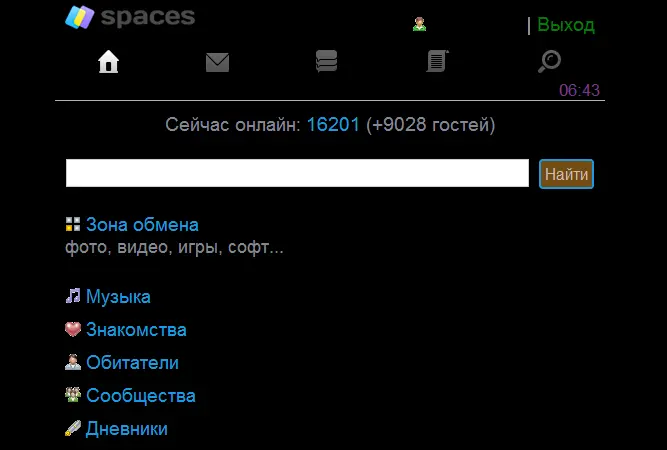 spaces
| Выход
06:43
Сейчас онлайн: 16201 (+9028 гостей)
Найти
Зона обмена
фото, видео, игры, софт...
Музыка
Знакомства
Обитатели
Сообщества
Дневники